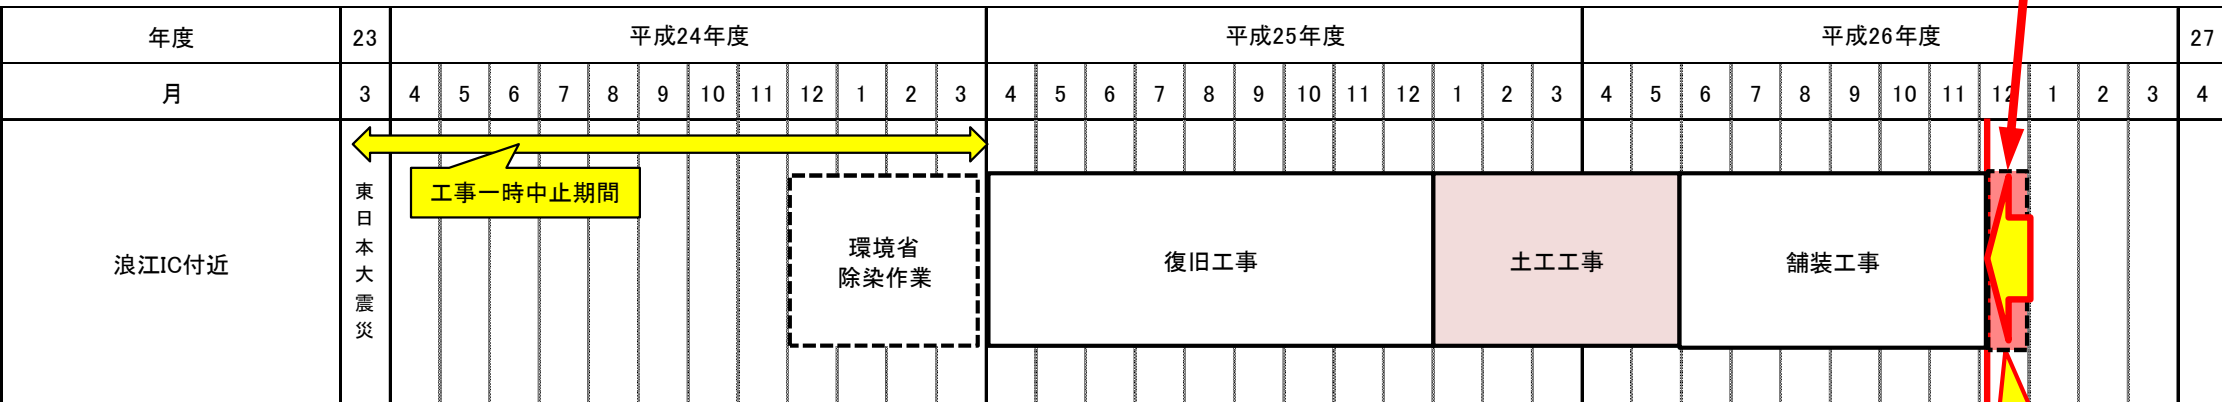 年度 23 平成24年度 平成25年度 平成26年度 27
月 3 4 5 6 7 8 9 10 11 12 1 2 3 4 5 6 7 8 9 10 11 12 1 2 3 4 5 6 7 8 9 10 11 12 1 2 3 4
浪江IC付近
東日本大震災
工事一時中止期間
環境省
除染作業
復旧工事
土工工事
舗装工事